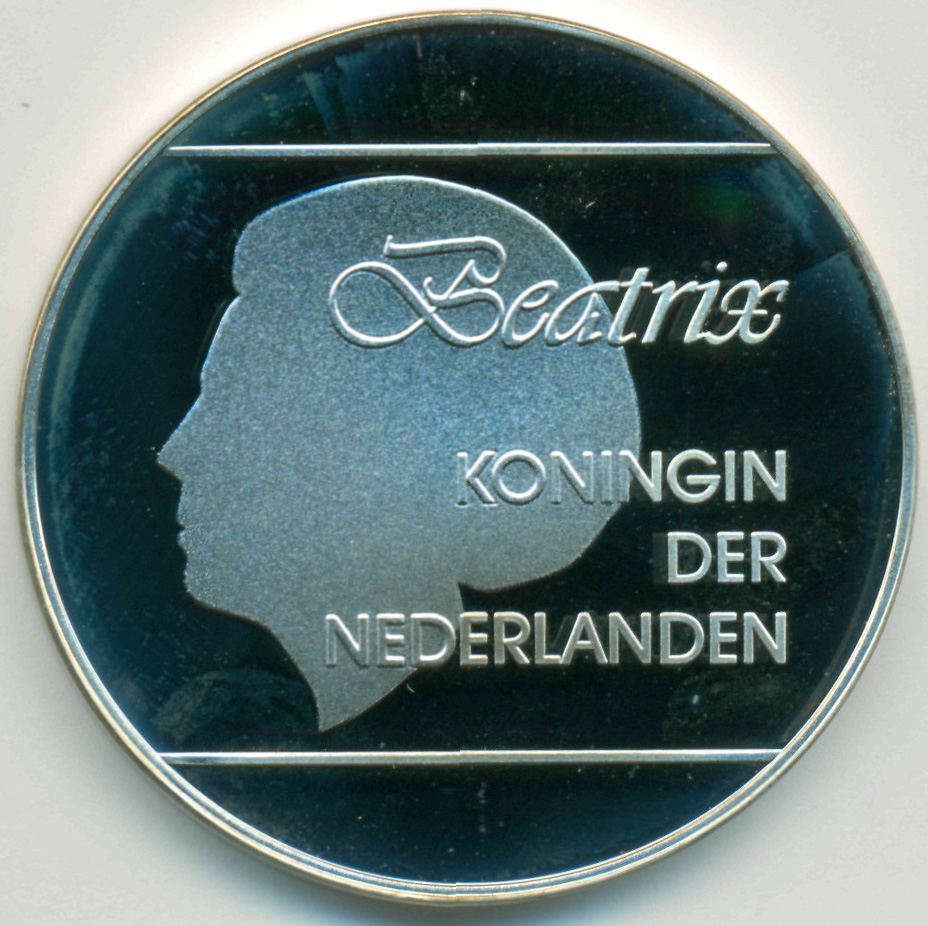 Beatrix
KONINGIN
DER
NEDERLANDEN